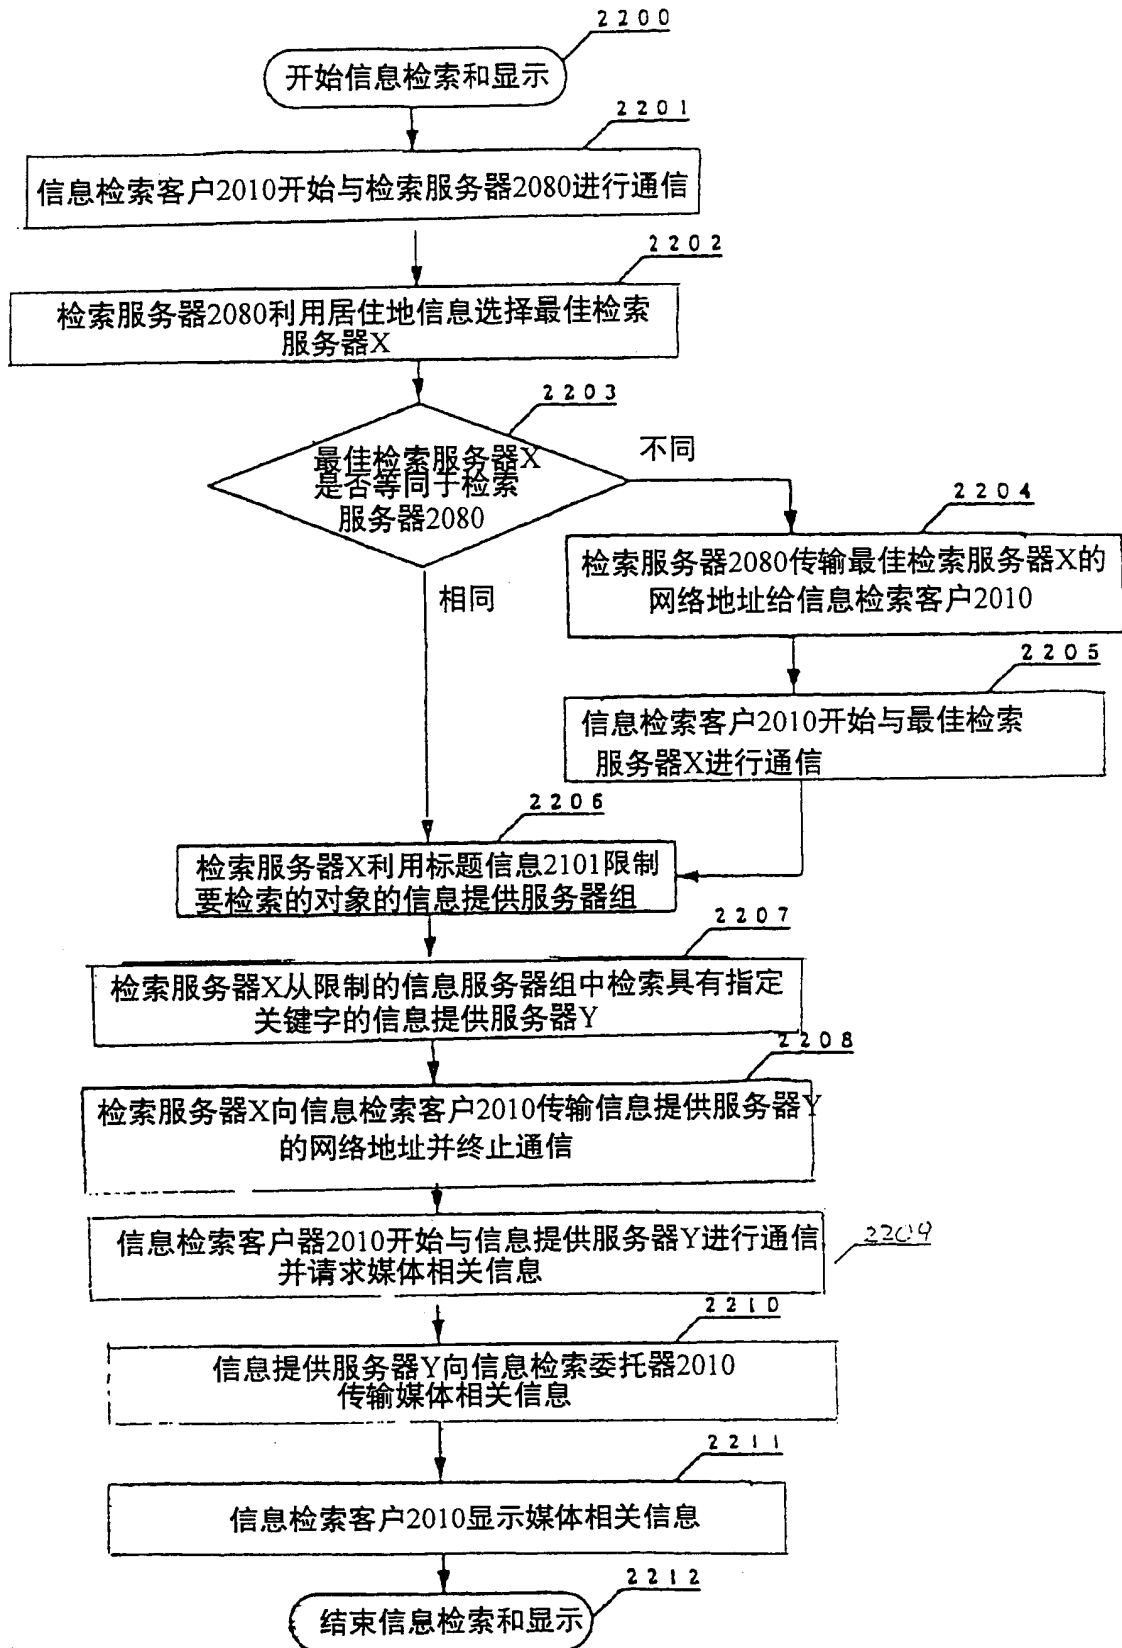 2200
开始信息检索和显示
2201
信息检索客户2010开始与检索服务器2080进行通信
2202
检索服务器2080利用居住地信息选择最佳检索
服务器X
2203
最佳检索服务器X
是否等同于检索
服务器2080
不同
相同
2204
检索服务器2080传输最佳检索服务器X的
网络地址给信息检索客户2010
2205
信息检索客户2010开始与最佳检索
服务器X进行通信
2206
检索服务器X利用标题信息2101限制
要检索的对象的信息提供服务器组
2207
检索服务器X从限制的信息服务器组中检索具有指定
关键字的信息提供服务器Y
2208
检索服务器X向信息检索客户2010传输信息提供服务器Y
的网络地址并终止通信
2209
信息检索客户器2010开始与信息提供服务器Y进行通信
并请求媒体相关信息
2210
信息提供服务器Y向信息检索委托器2010
传输媒体相关信息
2211
信息检索客户2010显示媒体相关信息
2212
结束信息检索和显示